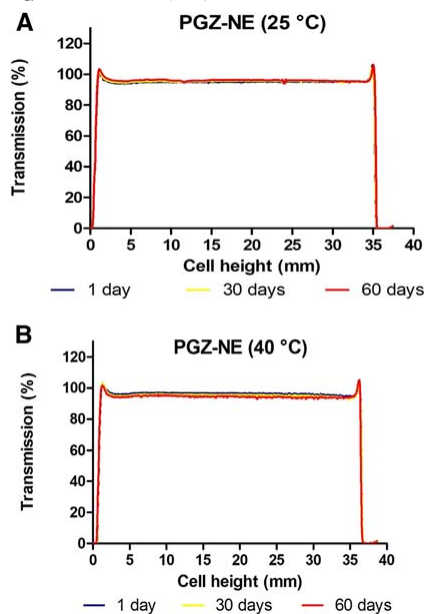 A
PGZ-NE (25 °C)
Transmission (%)
120
100
80
60
40
20
0
0 5 10 15 20 25 30 35 40
Cell height (mm)
1 day 30 days 60 days
B
PGZ-NE (40 °C)
Transmission (%)
120
100
80
60
40
20
0
0 5 10 15 20 25 30 35 40
Cell height (mm)
1 day 30 days 60 days